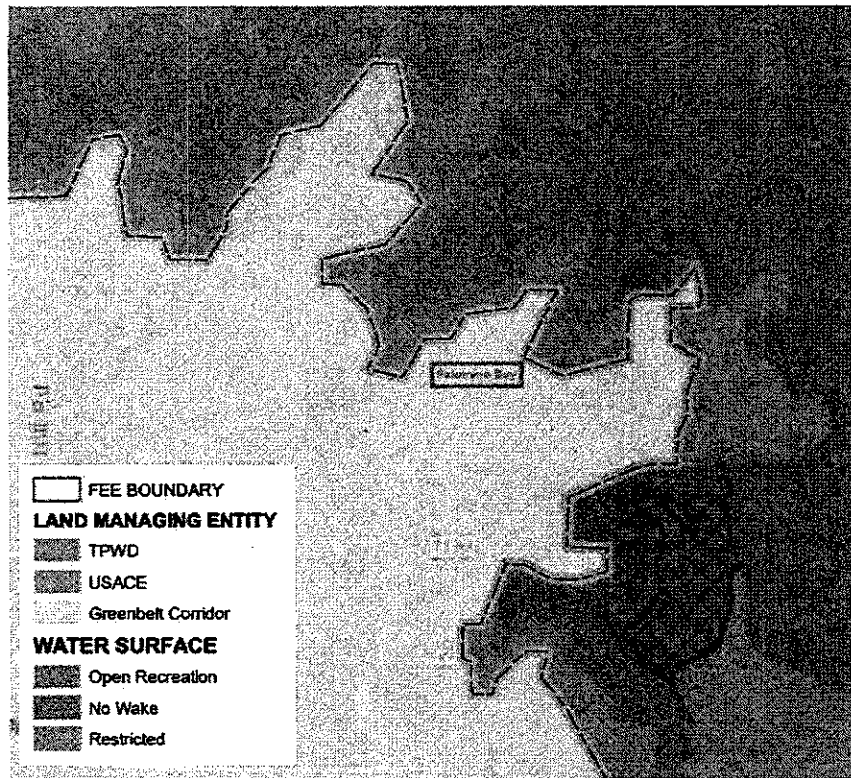 FEE BOUNDARY
LAND MANAGING ENTITY
TPWD
USACE
Greenbelt Corridor
WATER SURFACE
Open Recreation
No Wake
Restricted